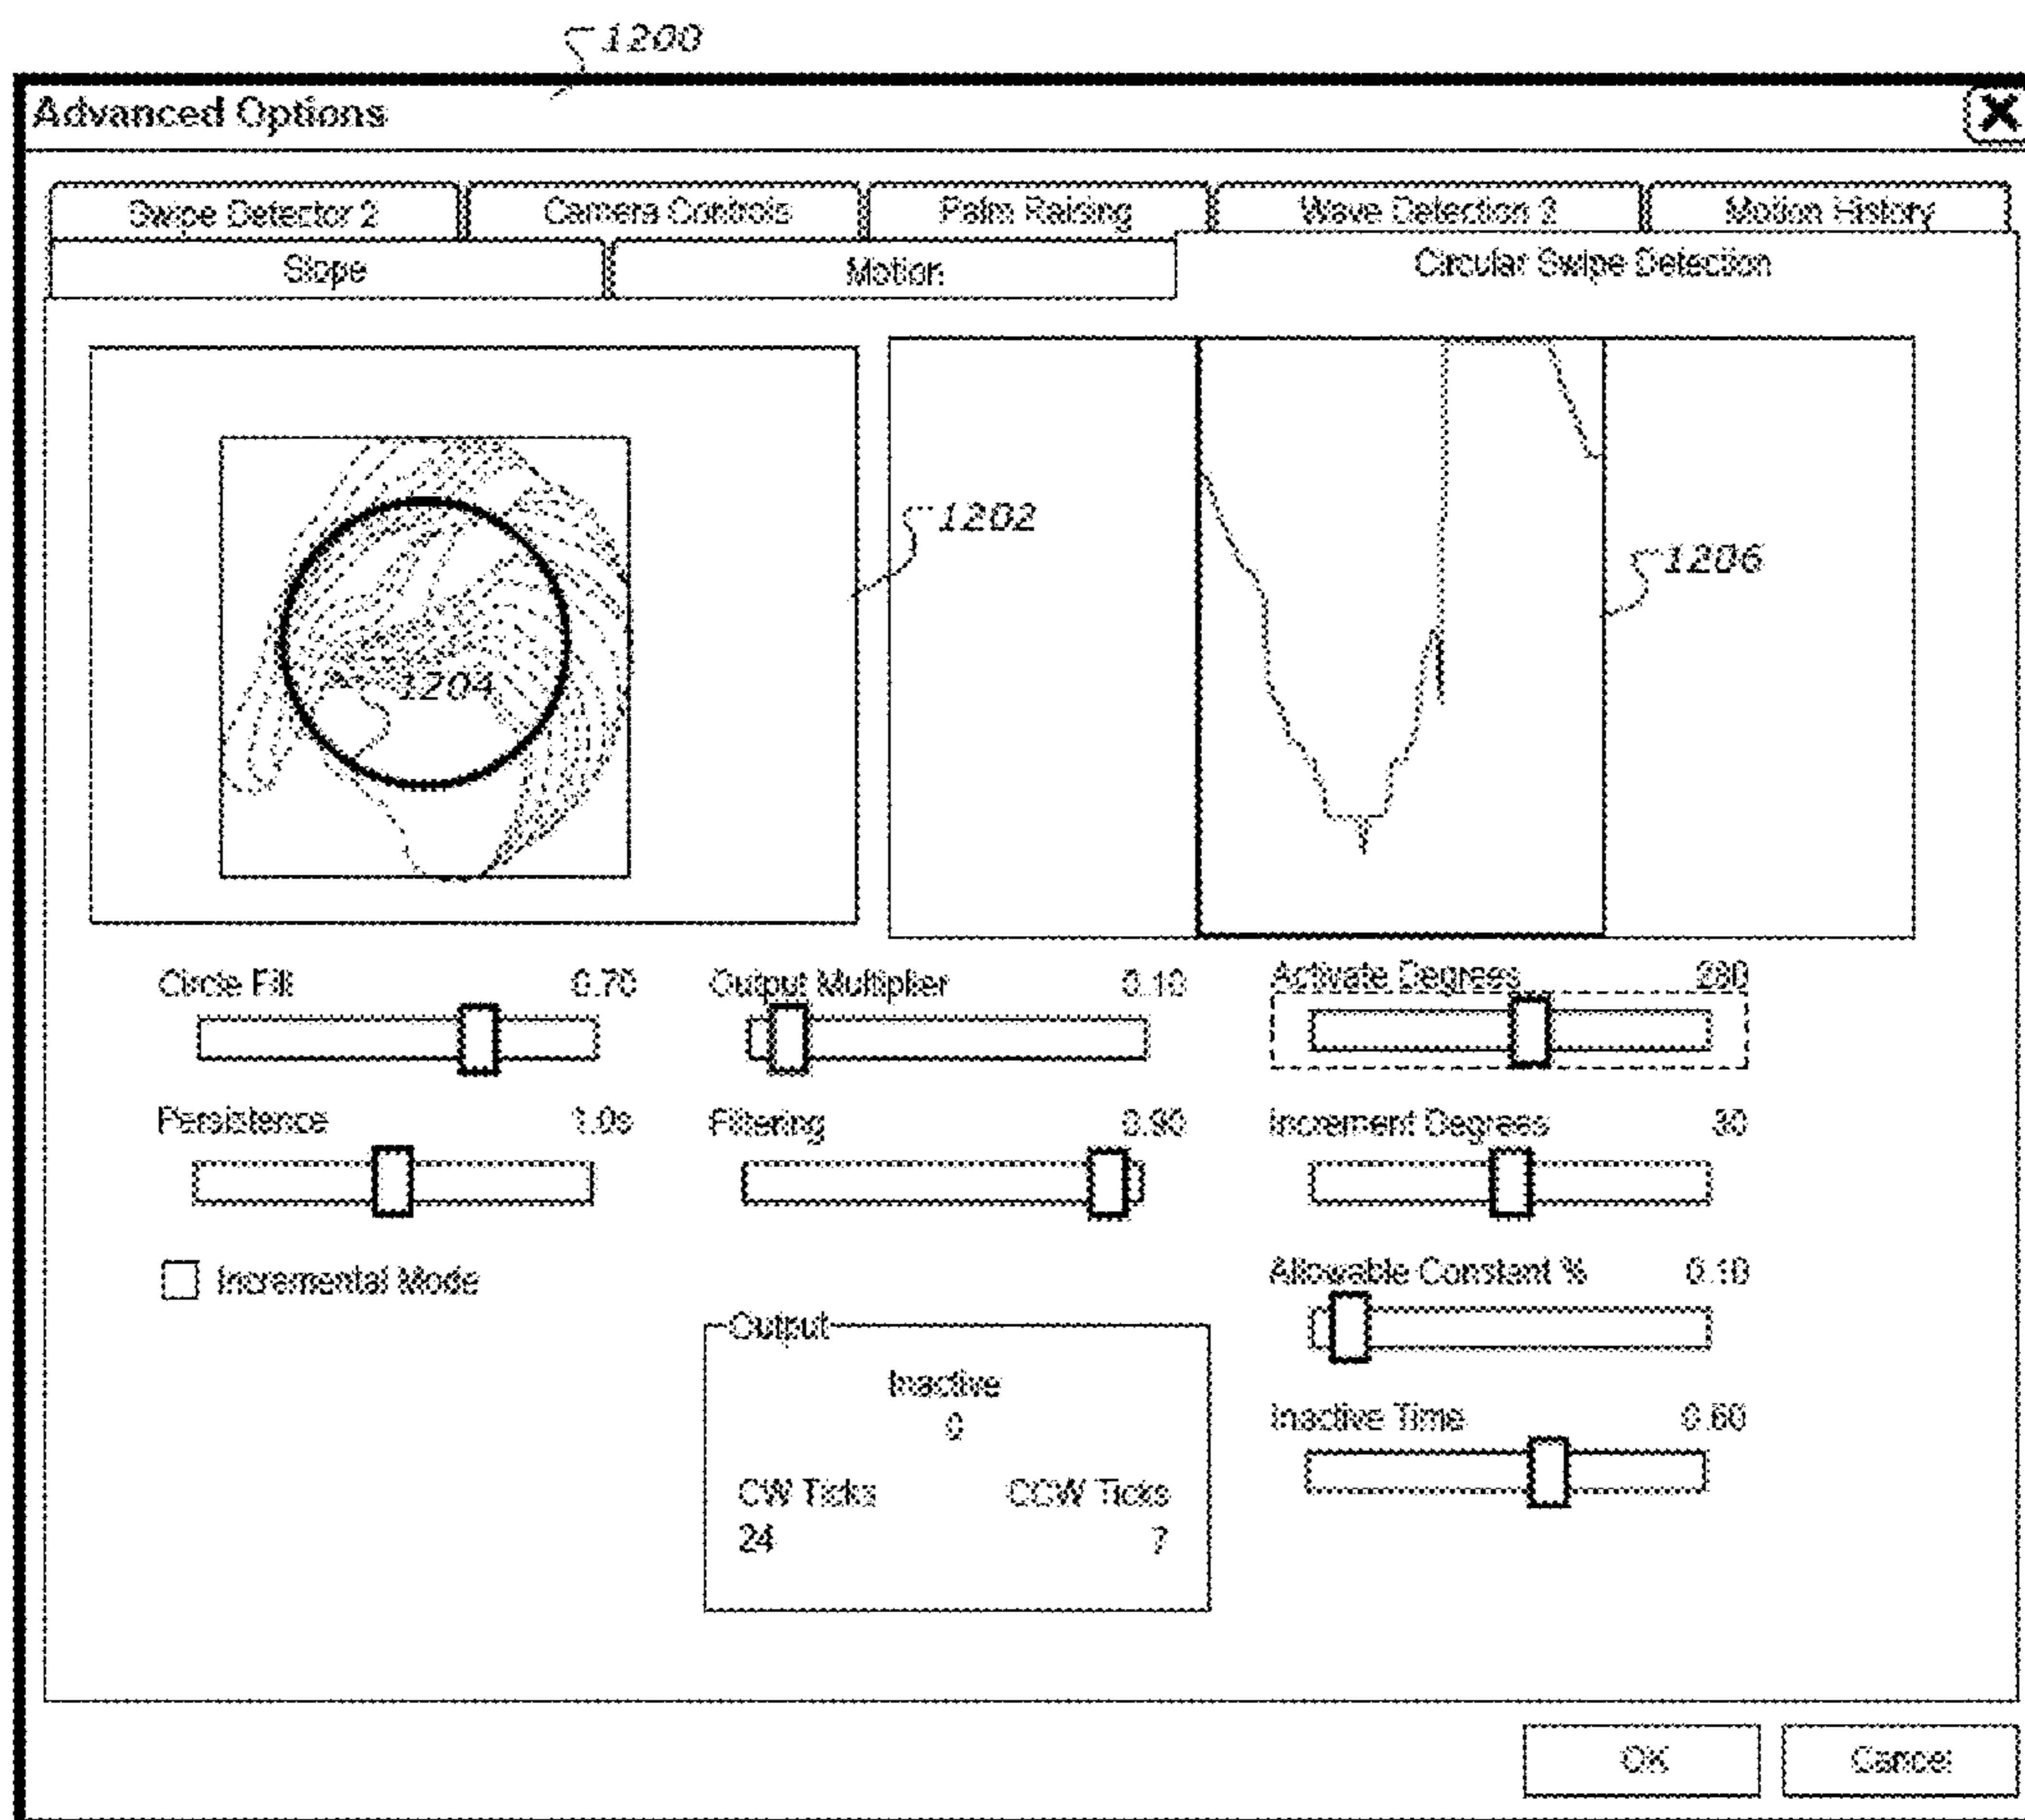 1200
Advanced Options
Swipe Detector 2 Camera Controls Palm Raising Wave Detection 2 Motion History
Slope Motion Circular Swipe Detection
1202
1206
1204
Circle Fill 0.70 Output Multiplier 0.10 Activate Degrees
Persistence 1.0s Filtering 0.90 Increment Degrees 30
Incremental Mode
Allowable Constant % 0.10
Output
Inactive
0
Inactive Time 0.60
CW Ticks CCW Ticks
24 ?
OK Cancel